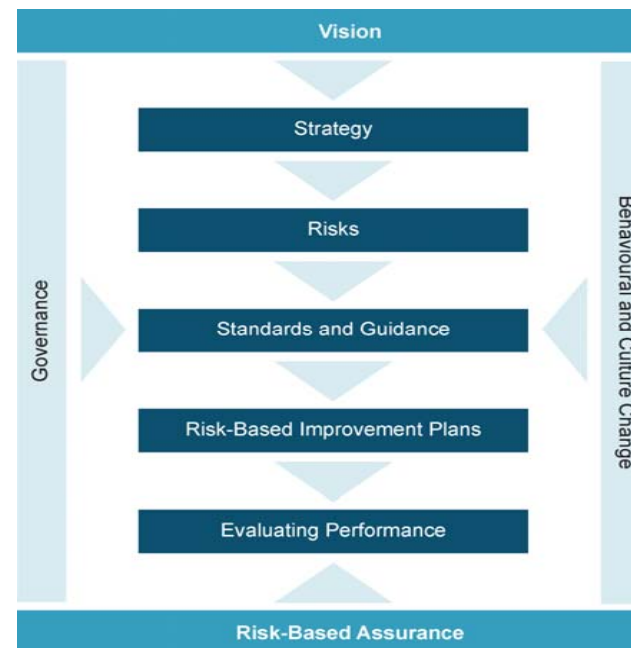 Vision
Strategy
Risks
Governance
Standards and Guidance
Behavioural and Culture Change
Risk-Based Improvement Plans
Evaluating Performance
Risk-Based Assurance